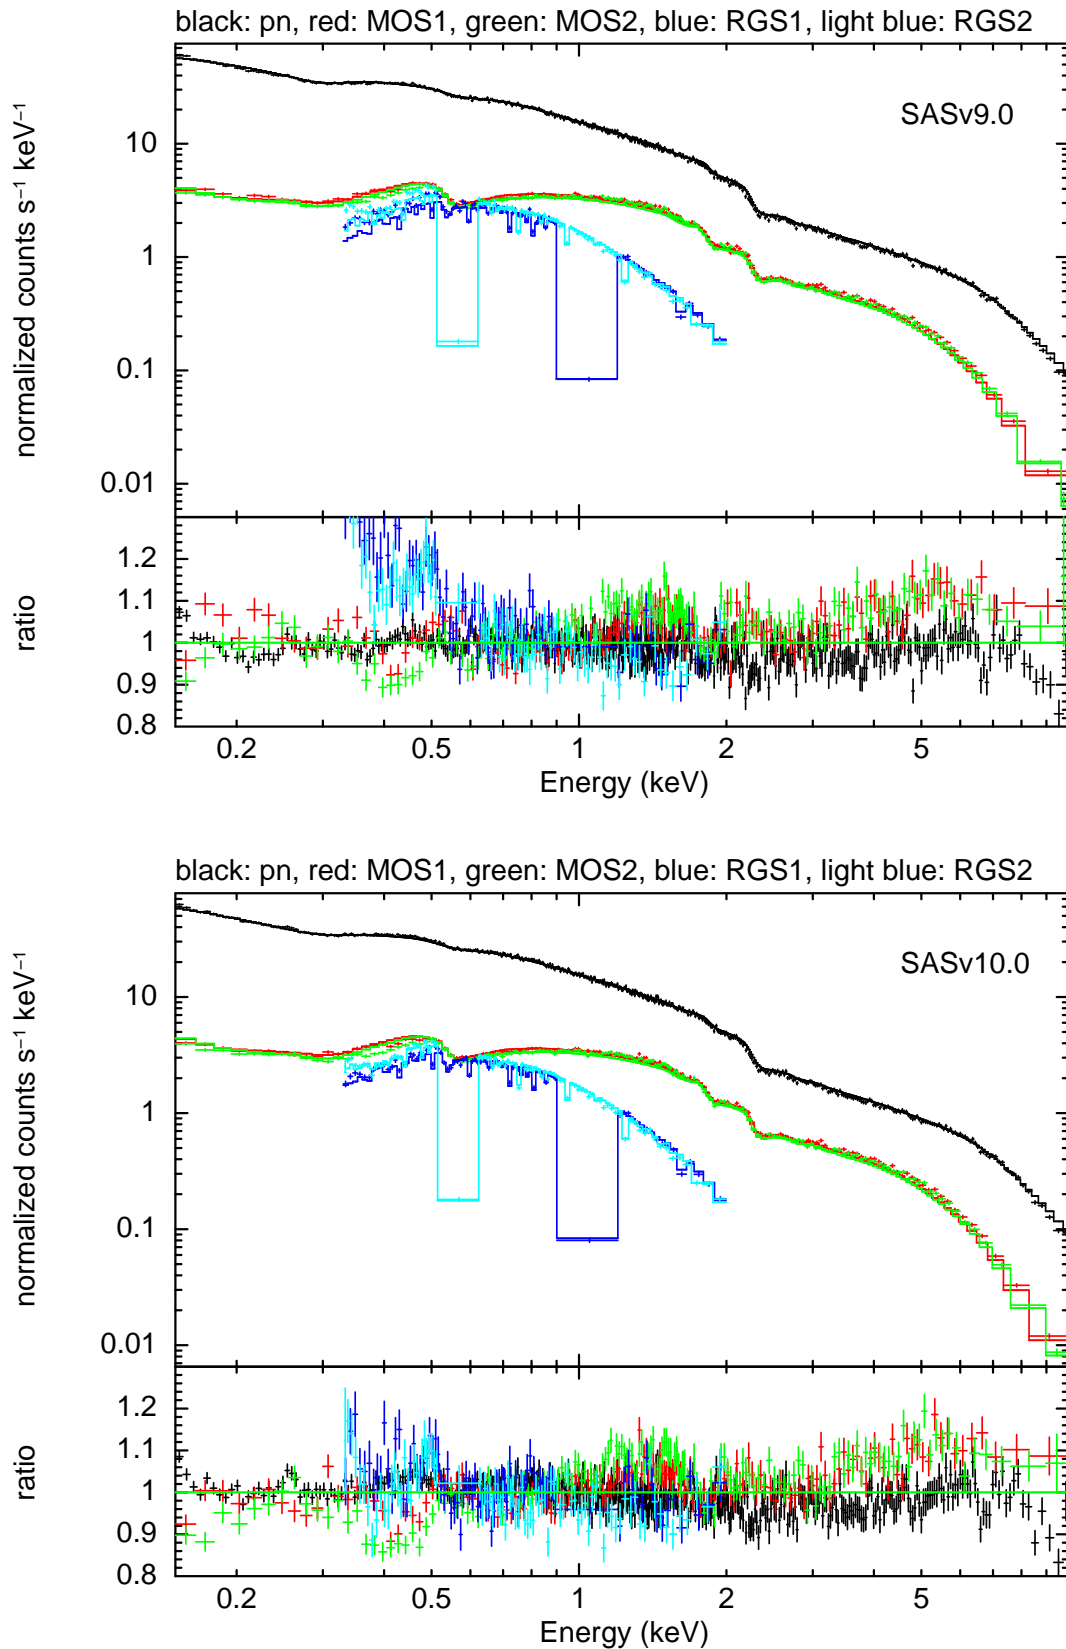 black: pn, red: MOS1, green: MOS2, blue: RGS1, light blue: RGS2
SASv9.0
normalized counts s⁻¹ keV⁻¹
10
1
0.1
0.01
ratio
1.2
1.1
1
0.9
0.8
0.2 0.5 1 2 5
Energy (keV)
black: pn, red: MOS1, green: MOS2, blue: RGS1, light blue: RGS2
SASv10.0
normalized counts s⁻¹ keV⁻¹
10
1
0.1
0.01
ratio
1.2
1.1
1
0.9
0.8
0.2 0.5 1 2 5
Energy (keV)